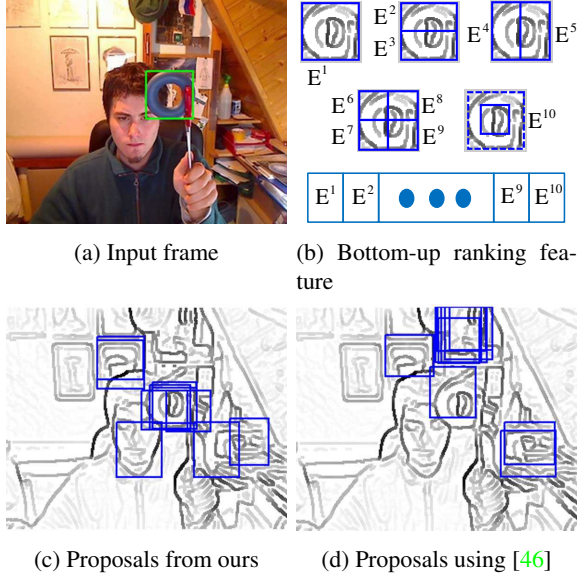 E2
E3
E4
E5
E1
E6
E7
E8
E9
E10
E1 E2 E9 E10
(a) Input frame
(b) Bottom-up ranking fea-
ture
(c) Proposals from ours
(d) Proposals using [46]